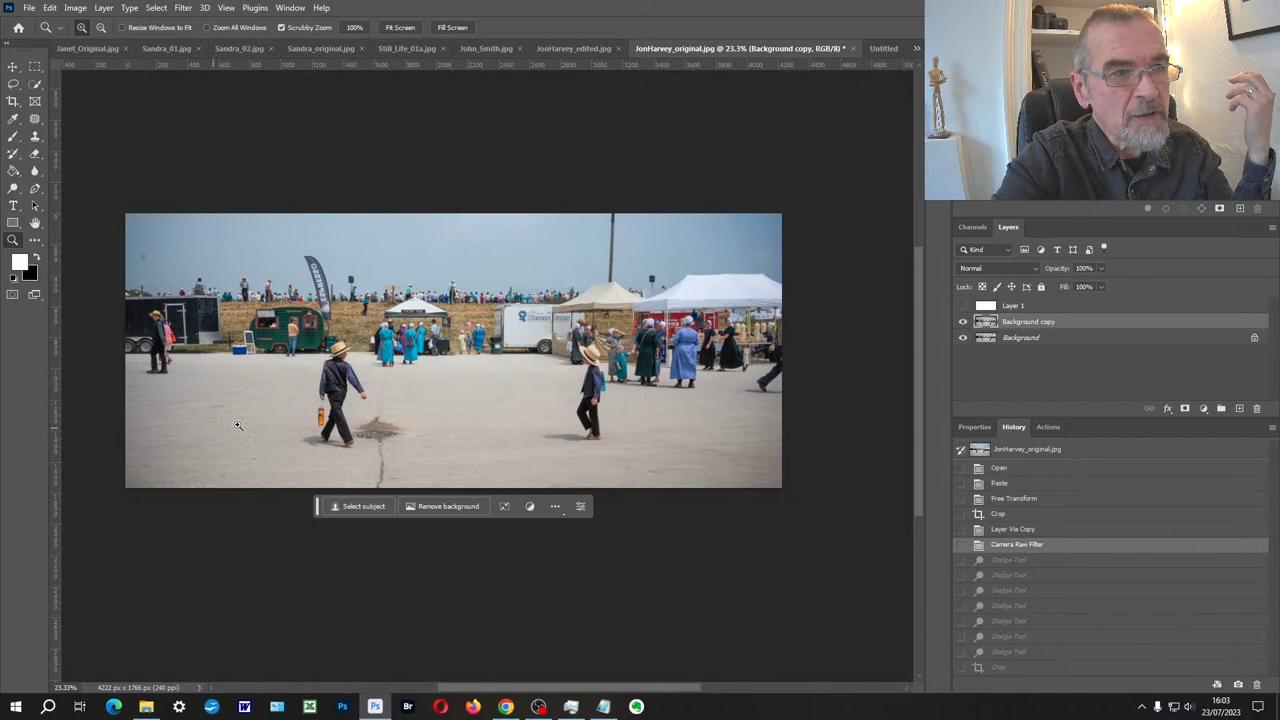 File Edit Image Layer Type Select Filter 3D View Plugins Window Help
Resize Windows to Fit Zoom All Windows Scrubby Zoom 100% Fit Screen Fill Screen
Janet_Original.jpg × Sandra_01.jpg × Sandra_02.jpg × Sandra_original.jpg × Still_Life_01a.jpg × John_Smith.jpg × JonHarvey_edited.jpg × JonHarvey_original.jpg @ 23.3% (Background copy, RGB/8) * × Untitled
ESPRESSO
Select subject Remove background
Channels Layers
Kind
Normal Opacity: 100%
Lock: Fill: 100%
Layer 1
Background copy
Background
Properties History Actions
JonHarvey_original.jpg
Open
Paste
Free Transform
Crop
Layer Via Copy
Camera Raw Filter
Dodge Tool
Dodge Tool
Dodge Tool
Dodge Tool
Dodge Tool
Dodge Tool
Dodge Tool
Crop
23.33% 4222 px x 1766 px (240 ppi)
16:03
23/07/2023